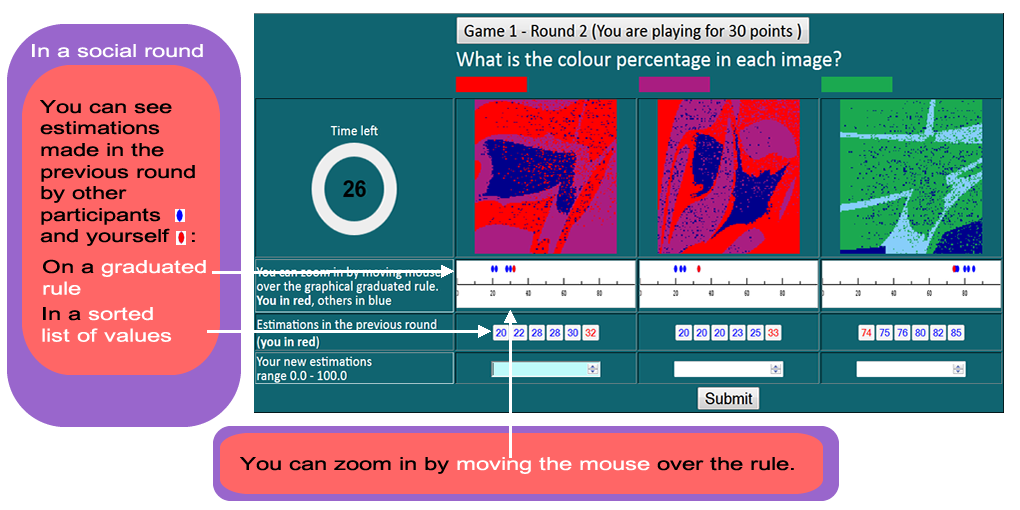 In a social round
You can see
estimations
made in the
previous round
by other
participants
and yourself :
On a graduated
rule
In a sorted
list of values
Game 1 - Round 2 (You are playing for 30 points )
What is the colour percentage in each image?
Time left
26
You can zoom in by moving mouse
over the graphical graduated rule.
You in red, others in blue
0 20 40 60 80
0 20 40 60 80
0 20 40 60 80
Estimations in the previous round
(you in red)
20 22 28 28 30 32
20 20 20 23 25 33
74 75 76 80 82 85
Your new estimations
range 0.0 - 100.0
Submit
You can zoom in by moving the mouse over the rule.